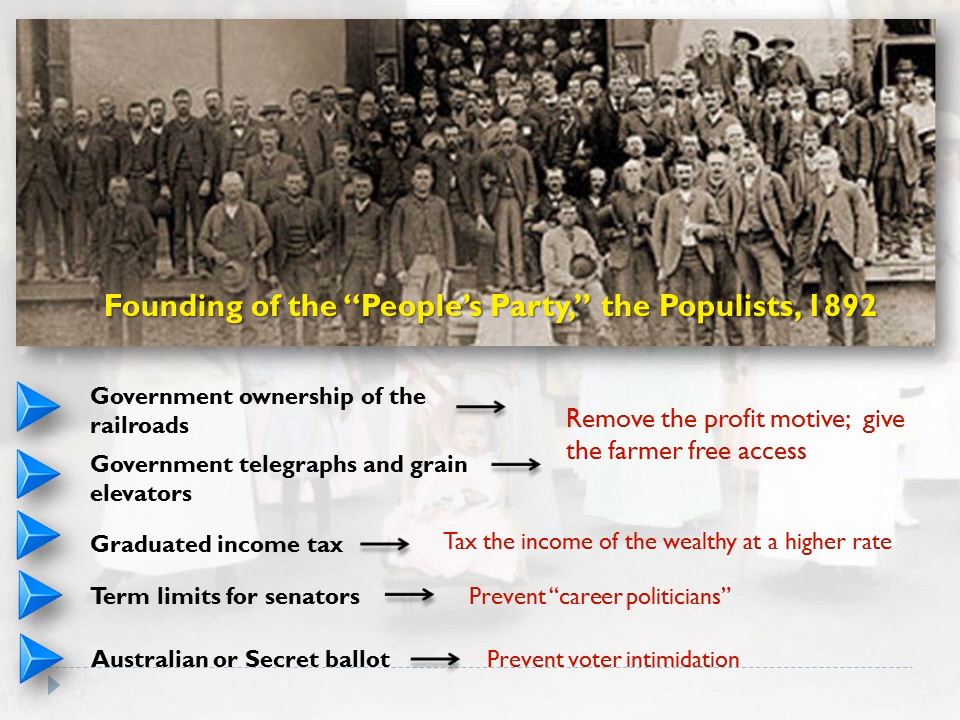 Founding of the “People’s Party,” the Populists, 1892
Government ownership of the
railroads
Remove the profit motive;  give
the farmer free access
Government telegraphs and grain
elevators
Graduated income tax
Tax the income of the wealthy at a higher rate
Term limits for senators
Prevent “career politicians”
Australian or Secret ballot
Prevent voter intimidation